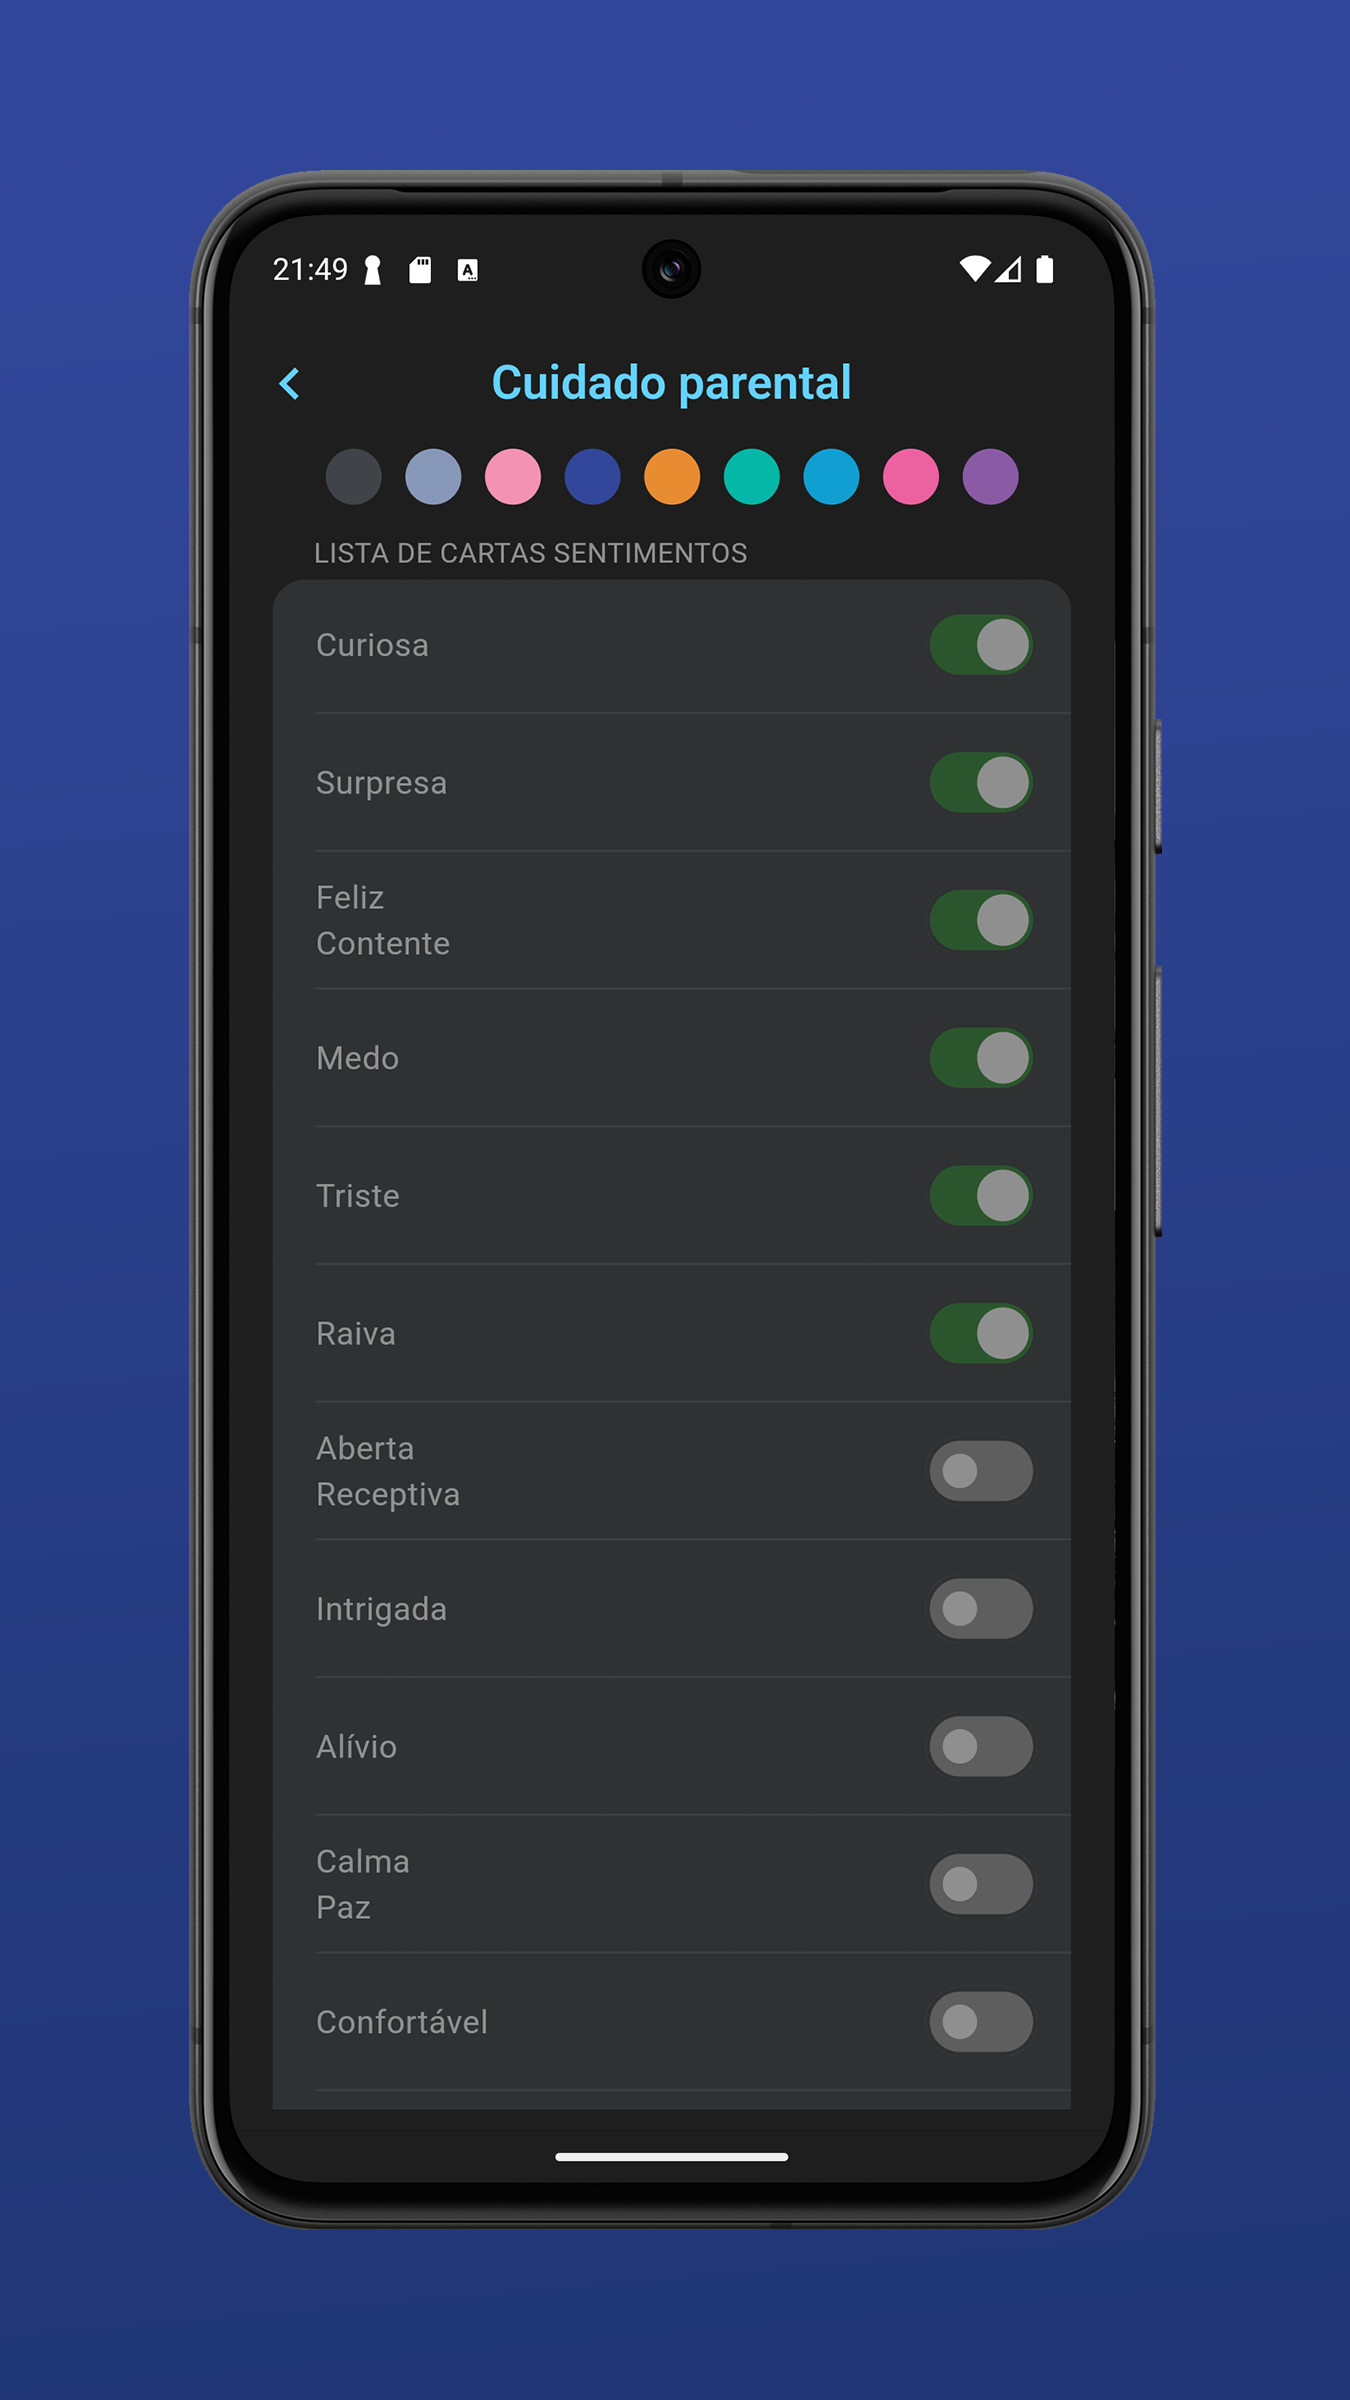 21:49
Cuidado parental
LISTA DE CARTAS SENTIMENTOS
Curiosa
Surpresa
Feliz
Contente
Medo
Triste
Raiva
Aberta
Receptiva
Intrigada
Alívio
Calma
Paz
Confortável